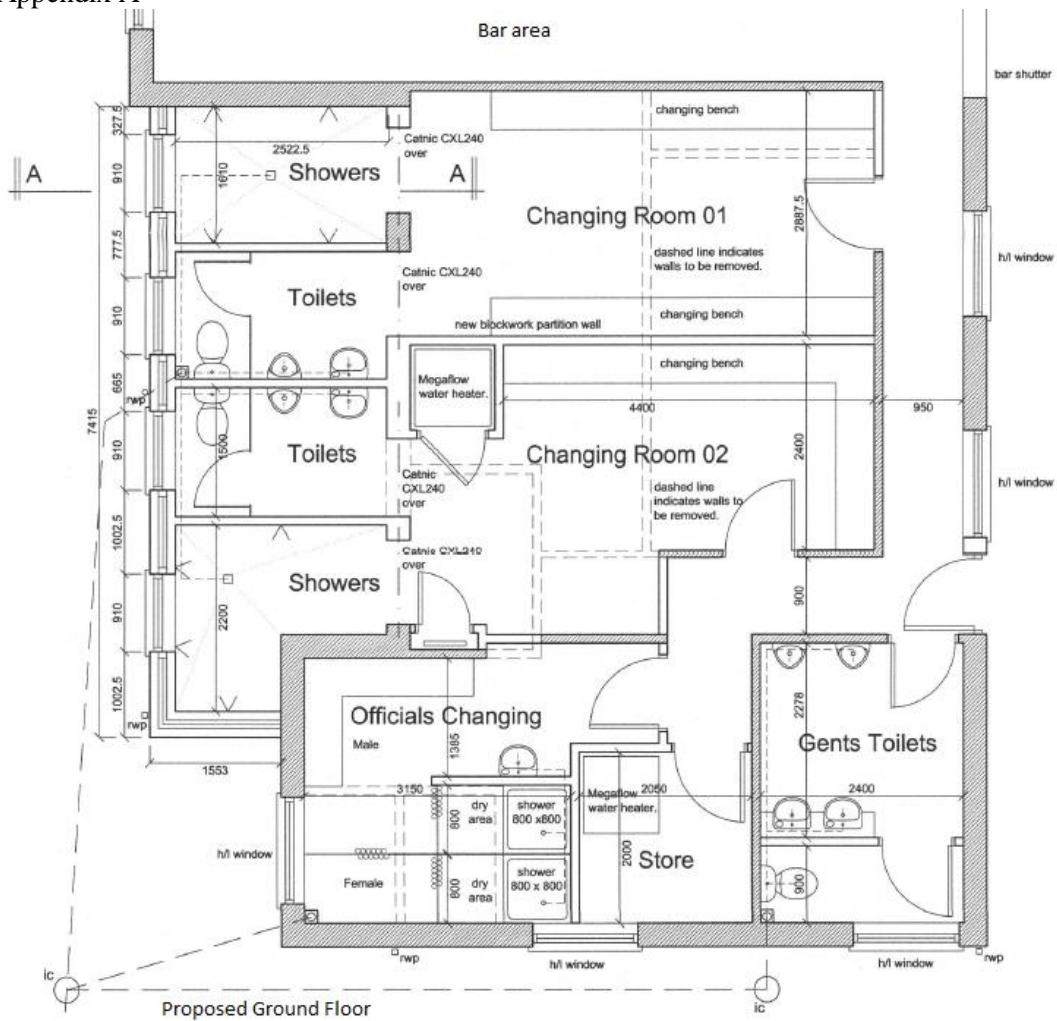 Appendix A
Bar area
bar shutter
changing bench
327.5
Catnic CXL240
over
2522.5
A
A
910
1610
Showers
Changing Room 01
2887.5
777.5
dashed line indicates
walls to be removed.
h/l window
Catnic CXL240
over
Toilets
910
changing bench
new blockwork partition wall
changing bench
665
Megaflow
water heater.
rwp
7415
4400
950
910
1500
Toilets
Changing Room 02
2400
Catnic
CXL240
over
dashed line
indicates walls to
be removed.
h/l window
1002.5
Catnic CXL240
over
Showers
910
2200
900
1002.5
Officials Changing
2278
Gents Toilets
rwp
Male
1385
1553
3150
2050
2400
Megaflow
water heater.
800
dry
area
shower
800 x800
h/l window
2000
Store
Female
800
dry
area
shower
800 x 800
900
rwp
h/l window
h/l window
rwp
ic
Proposed Ground Floor
ic